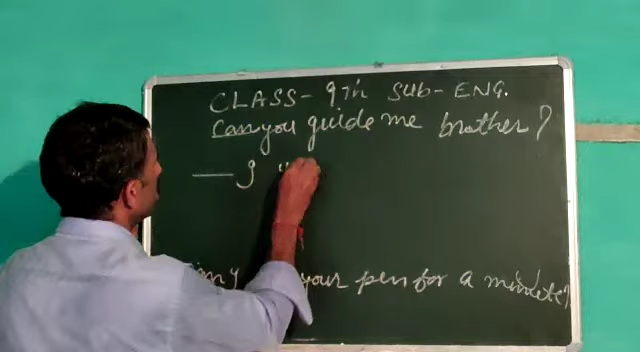 CLASS- 9th SUB- ENG.
Can you guide me brother?
— I
your pen for a minute?